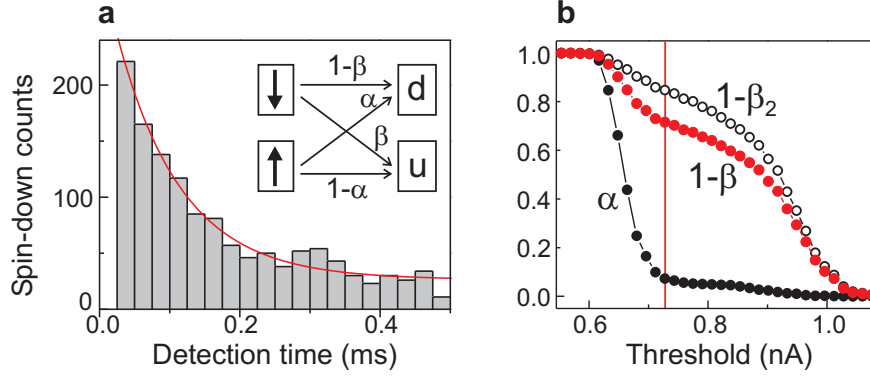 a
Spin-down counts
200
100
0
0.0
0.2
0.4
Detection time (ms)
↓
1-β
d
α
β
↑
1-α
u
b
1.0
0.8
0.6
0.4
0.2
0.0
1-β₂
1-β
α
0.6
0.8
1.0
Threshold (nA)